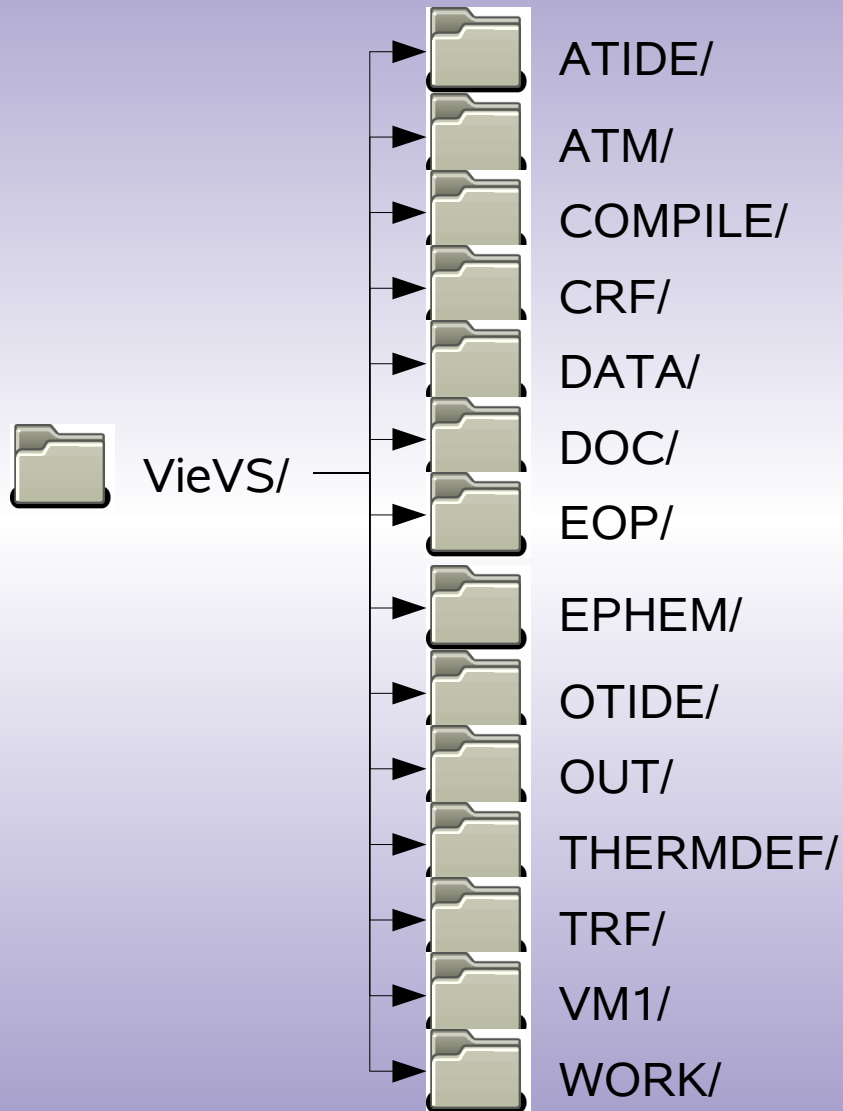 VieVS/
ATIDE/
ATM/
COMPILE/
CRF/
DATA/
DOC/
EOP/
EPHEM/
OTIDE/
OUT/
THERMDEF/
TRF/
VM1/
WORK/